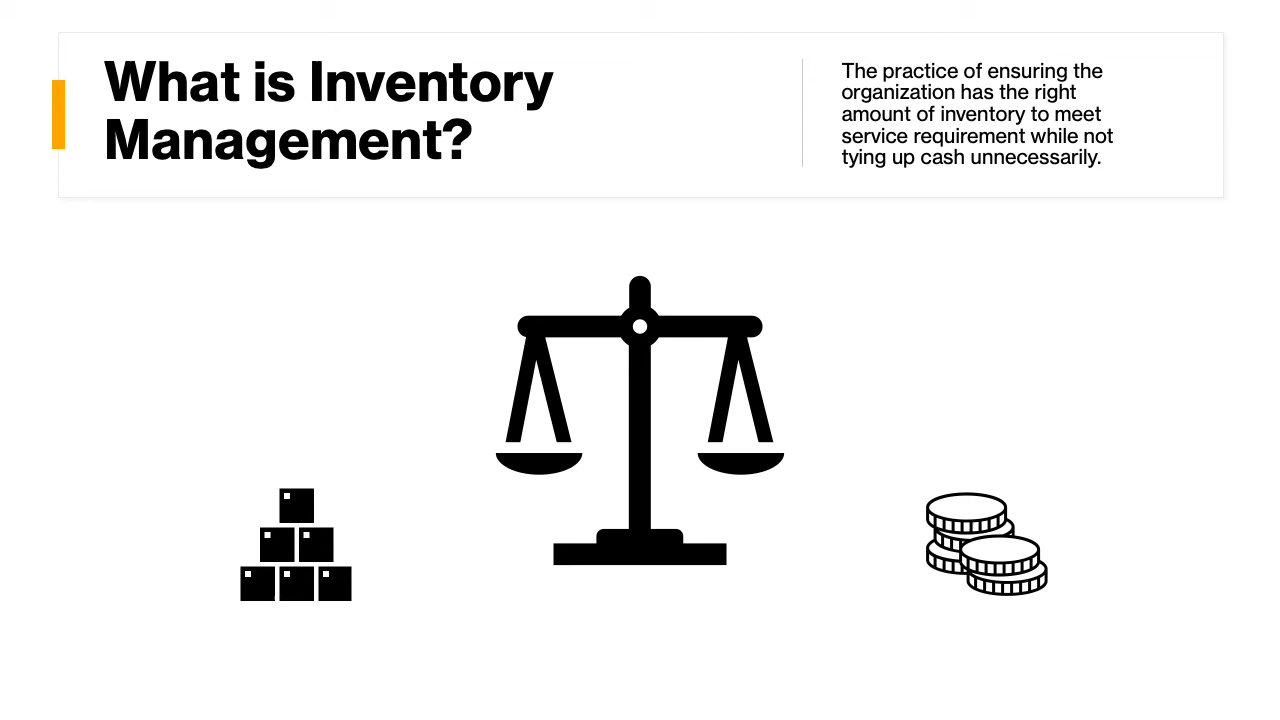 What is Inventory
Management?
The practice of ensuring the
organization has the right
amount of inventory to meet
service requirement while not
tying up cash unnecessarily.